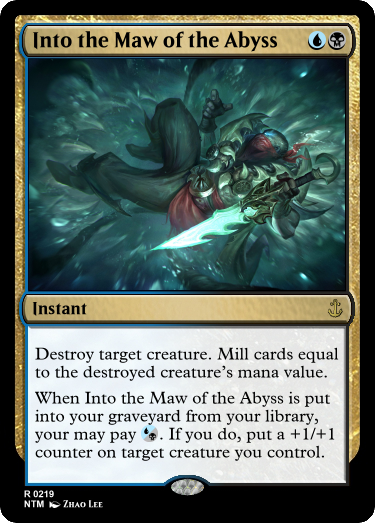 Into the Maw of the Abyss
Instant
Destroy target creature. Mill cards equal
to the destroyed creature's mana value.
When Into the Maw of the Abyss is put
into your graveyard from your library,
your may pay . If you do, put a +1/+1
counter on target creature you control.
R 0219
NTM Zhao Lee